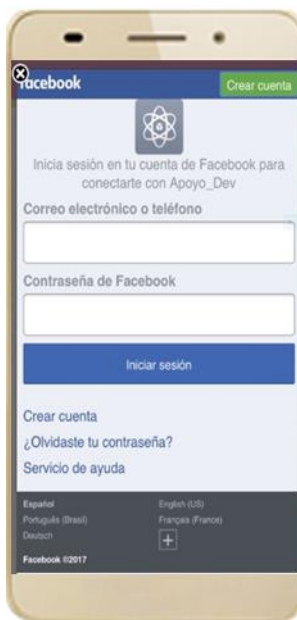 facebook
Crear cuenta
Inicia sesión en tu cuenta de Facebook para
conectarte con Apoyo_Dev
Correo electrónico o teléfono
Contraseña de Facebook
Iniciar sesión
Crear cuenta
¿Olvidaste tu contraseña?
Servicio de ayuda
Español
English (US)
Português (Brasil)
Français (France)
Deutsch
Facebook ©2017